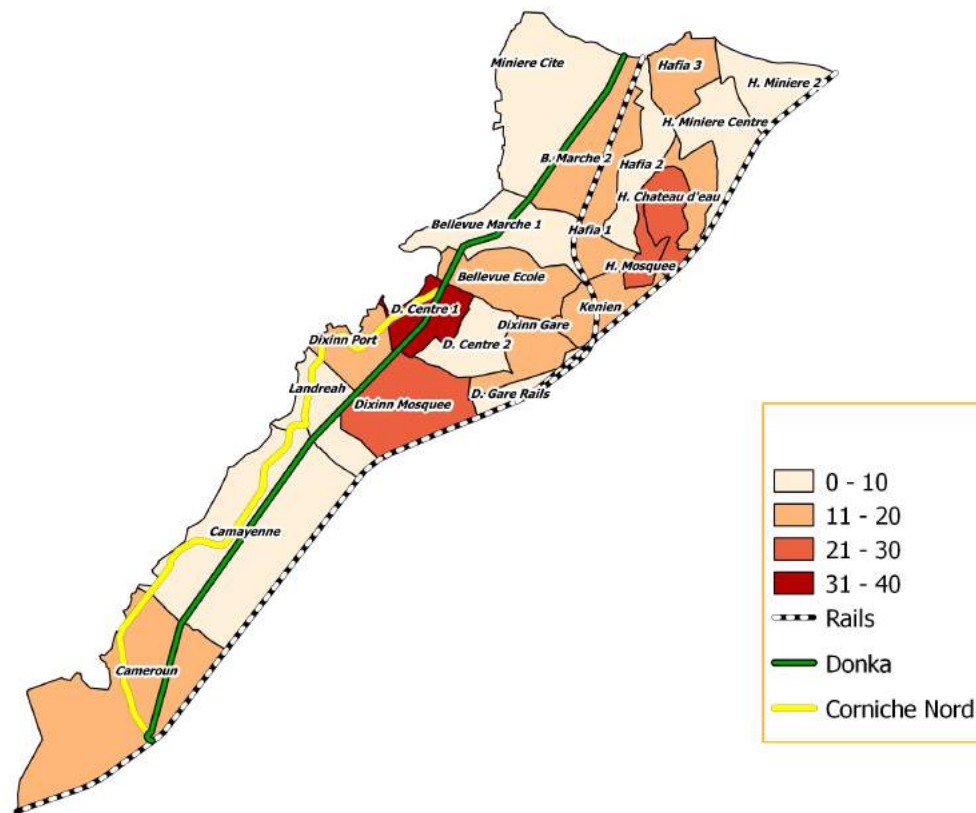 Miniere Cite
Hafia 3
H. Miniere 2
H. Miniere Centre
B. Marche 2
Hafia 2
H. Chateau d'eau
Bellevue Marche 1
Hafia 1
H. Mosquee
Bellevue Ecole
Kenien
D. Centre 1
Dixinn Gare
Dixinn Port
D. Centre 2
Landreah
D. Gare Rails
Dixinn Mosquee
Camayenne
Cameroun
0 - 10
11 - 20
21 - 30
31 - 40
Rails
Donka
Corniche Nord